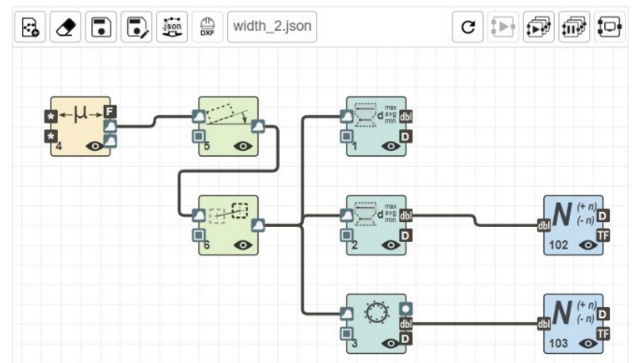 json
DXF
width_2.json
μ
F
*
*
4
5
max
avg
min
d
dbl
D
1
6
max
avg
min
d
dbl
D
2
dbl
N
(+ n)
(- n)
D
TF
102
dbl
D
3
dbl
N
(+ n)
(- n)
D
TF
103